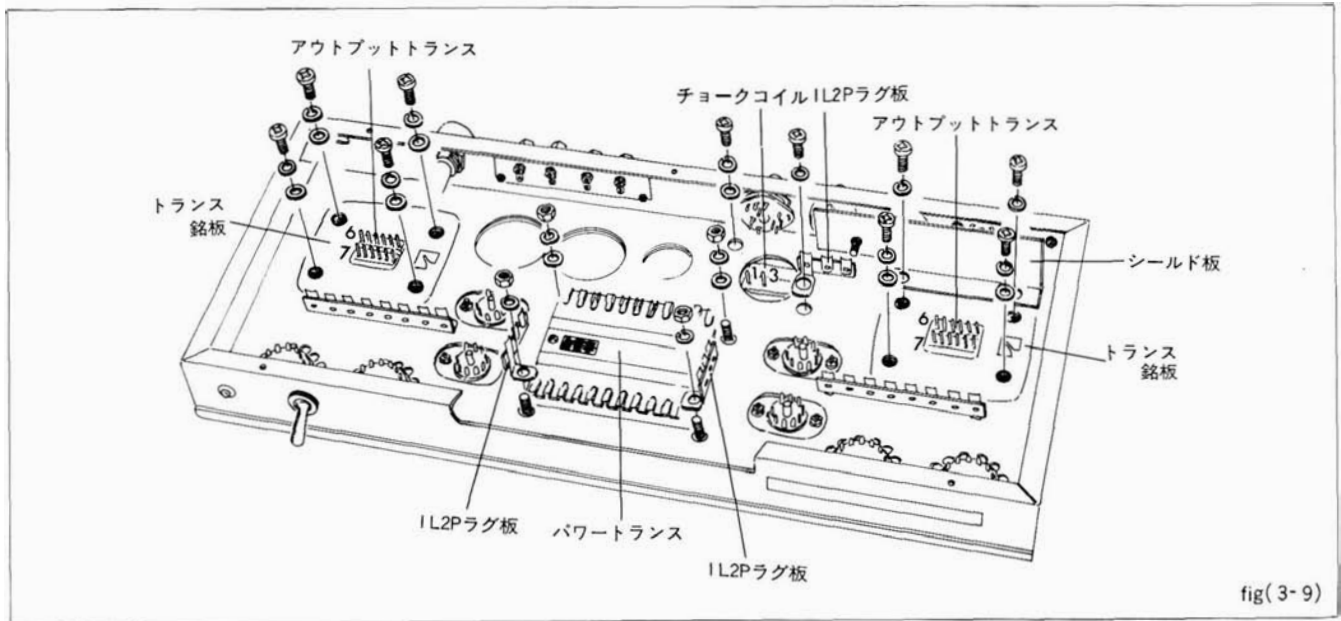 アウトプットトランス
チョークコイル 1L2Pラグ板
アウトプットトランス
トランス
銘板
6
7
1 3
シールド板
6
7
トランス
銘板
1L2Pラグ板
パワートランス
1L2Pラグ板
fig(3-9)